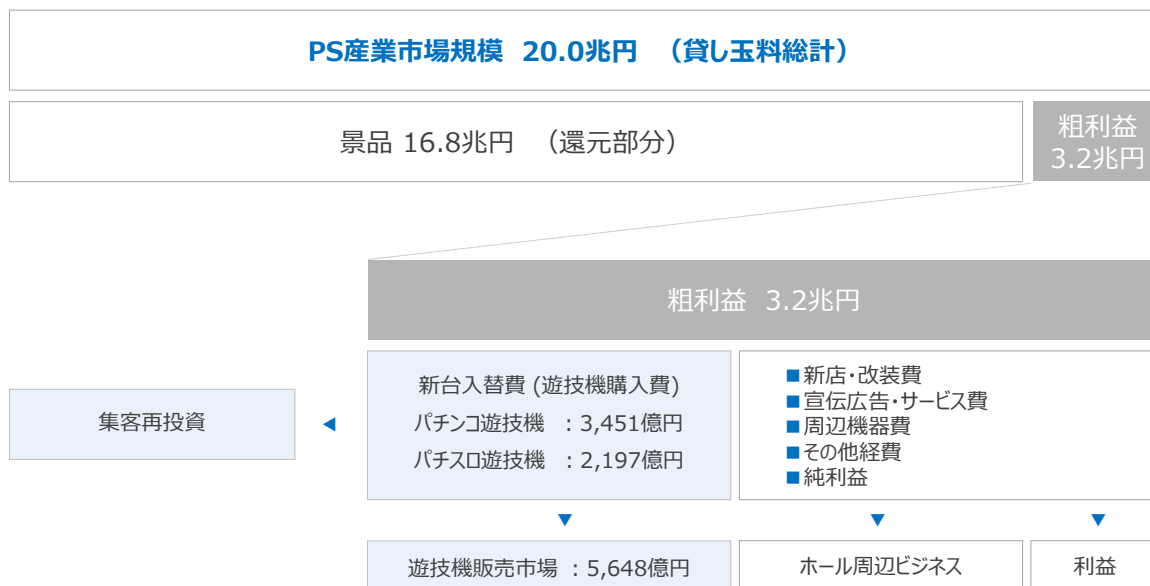 PS産業市場規模 20.0兆円 （貸し玉料総計）
景品 16.8兆円 （還元部分）
粗利益
3.2兆円
粗利益 3.2兆円
集客再投資
新台入替費 (遊技機購入費)
パチンコ遊技機 ：3,451億円
パチスロ遊技機 ：2,197億円
■新店・改装費
■宣伝広告・サービス費
■周辺機器費
■その他経費
■純利益
遊技機販売市場 ：5,648億円
ホール周辺ビジネス
利益